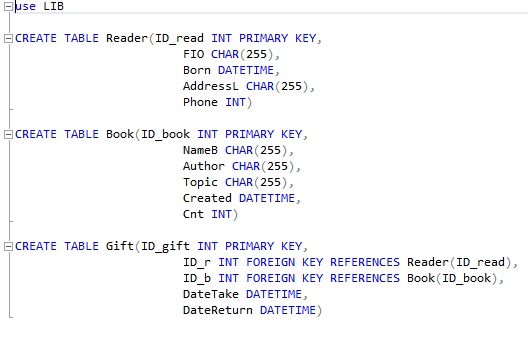 use LIB
CREATE TABLE Reader(ID_read INT PRIMARY KEY,
FIO CHAR(255),
Born DATETIME,
AddressL CHAR(255),
Phone INT)
CREATE TABLE Book(ID_book INT PRIMARY KEY,
NameB CHAR(255),
Author CHAR(255),
Topic CHAR(255),
Created DATETIME,
Cnt INT)
CREATE TABLE Gift(ID_gift INT PRIMARY KEY,
ID_r INT FOREIGN KEY REFERENCES Reader(ID_read),
ID_b INT FOREIGN KEY REFERENCES Book(ID_book),
DateTake DATETIME,
DateReturn DATETIME)